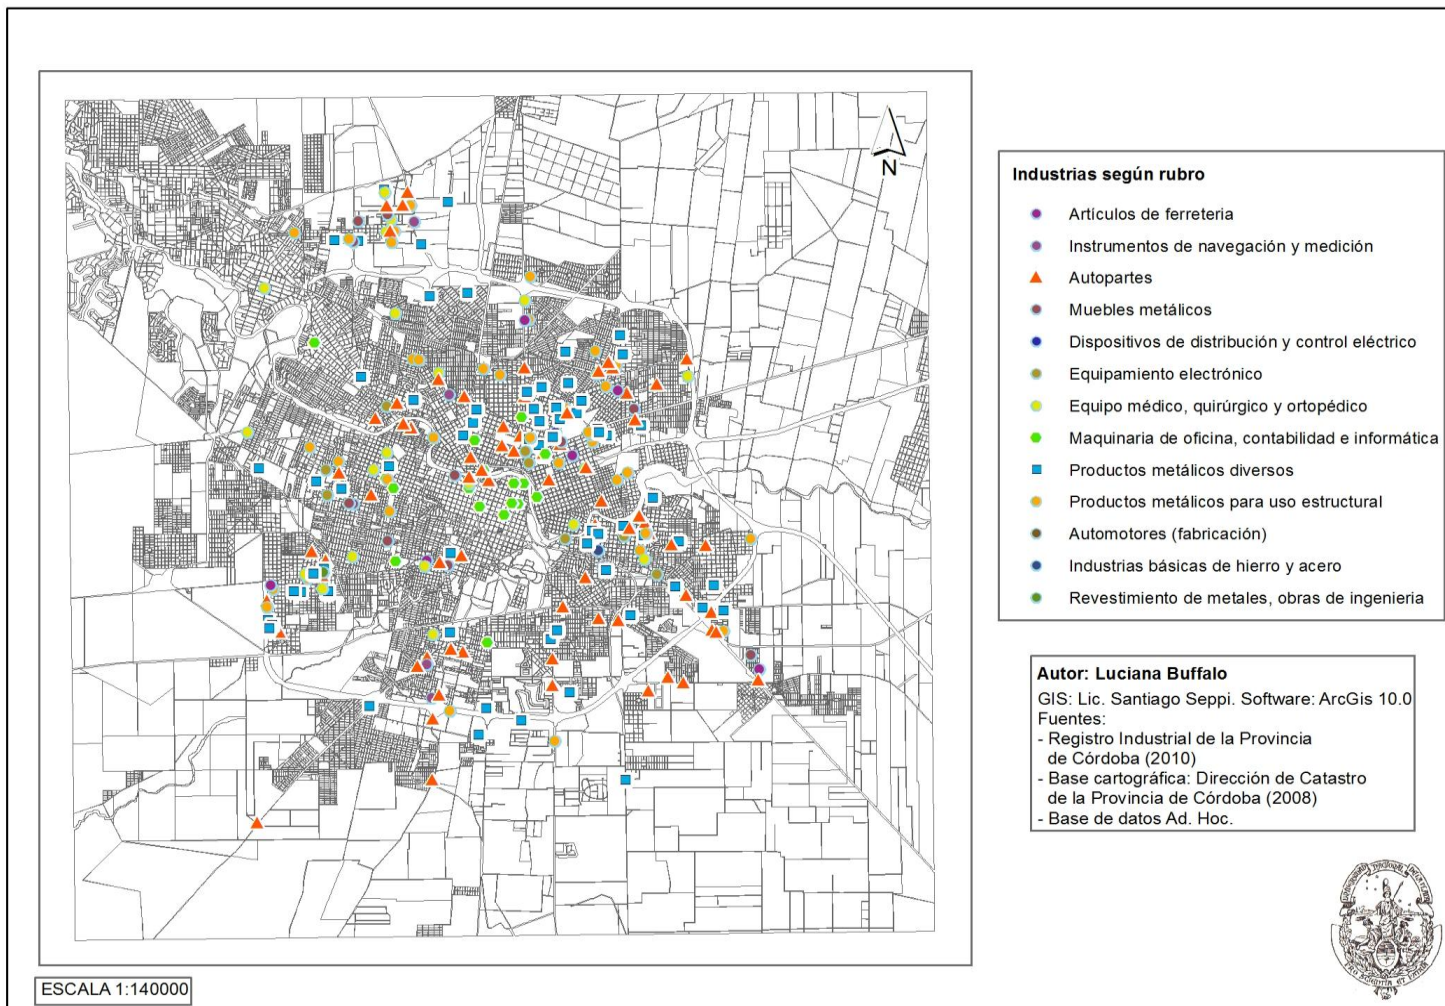 N
Industrias según rubro
Artículos de ferreteria
Instrumentos de navegación y medición
Autopartes
Muebles metálicos
Dispositivos de distribución y control eléctrico
Equipamiento electrónico
Equipo médico, quirúrgico y ortopédico
Maquinaria de oficina, contabilidad e informática
Productos metálicos diversos
Productos metálicos para uso estructural
Automotores (fabricación)
Industrias básicas de hierro y acero
Revestimiento de metales, obras de ingenieria
Autor: Luciana Buffalo
GIS: Lic. Santiago Seppi. Software: ArcGis 10.0
Fuentes:
- Registro Industrial de la Provincia
de Córdoba (2010)
- Base cartográfica: Dirección de Catastro
de la Provincia de Córdoba (2008)
- Base de datos Ad. Hoc.
ESCALA 1:140000